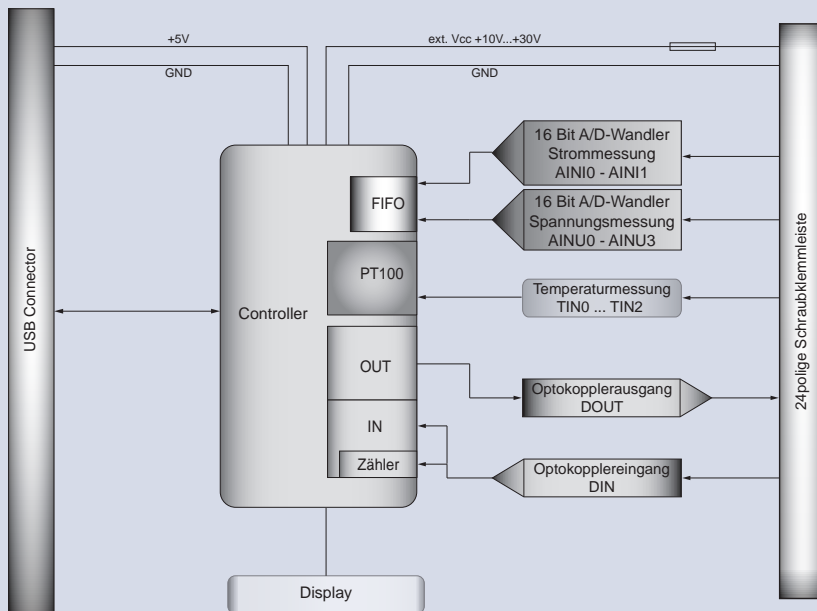 +5V
ext. Vcc +10V...+30V
GND
GND
16 Bit A/D-Wandler
Strommessung
AINI0 - AINI1
FIFO
16 Bit A/D-Wandler
Spannungsmessung
AINU0 - AINU3
PT100
Temperaturmessung
TIN0 ... TIN2
USB Connector
Controller
24polige Schraubklemmleiste
OUT
Optokopplerausgang
DOUT
IN
Zähler
Optokopplereingang
DIN
Display